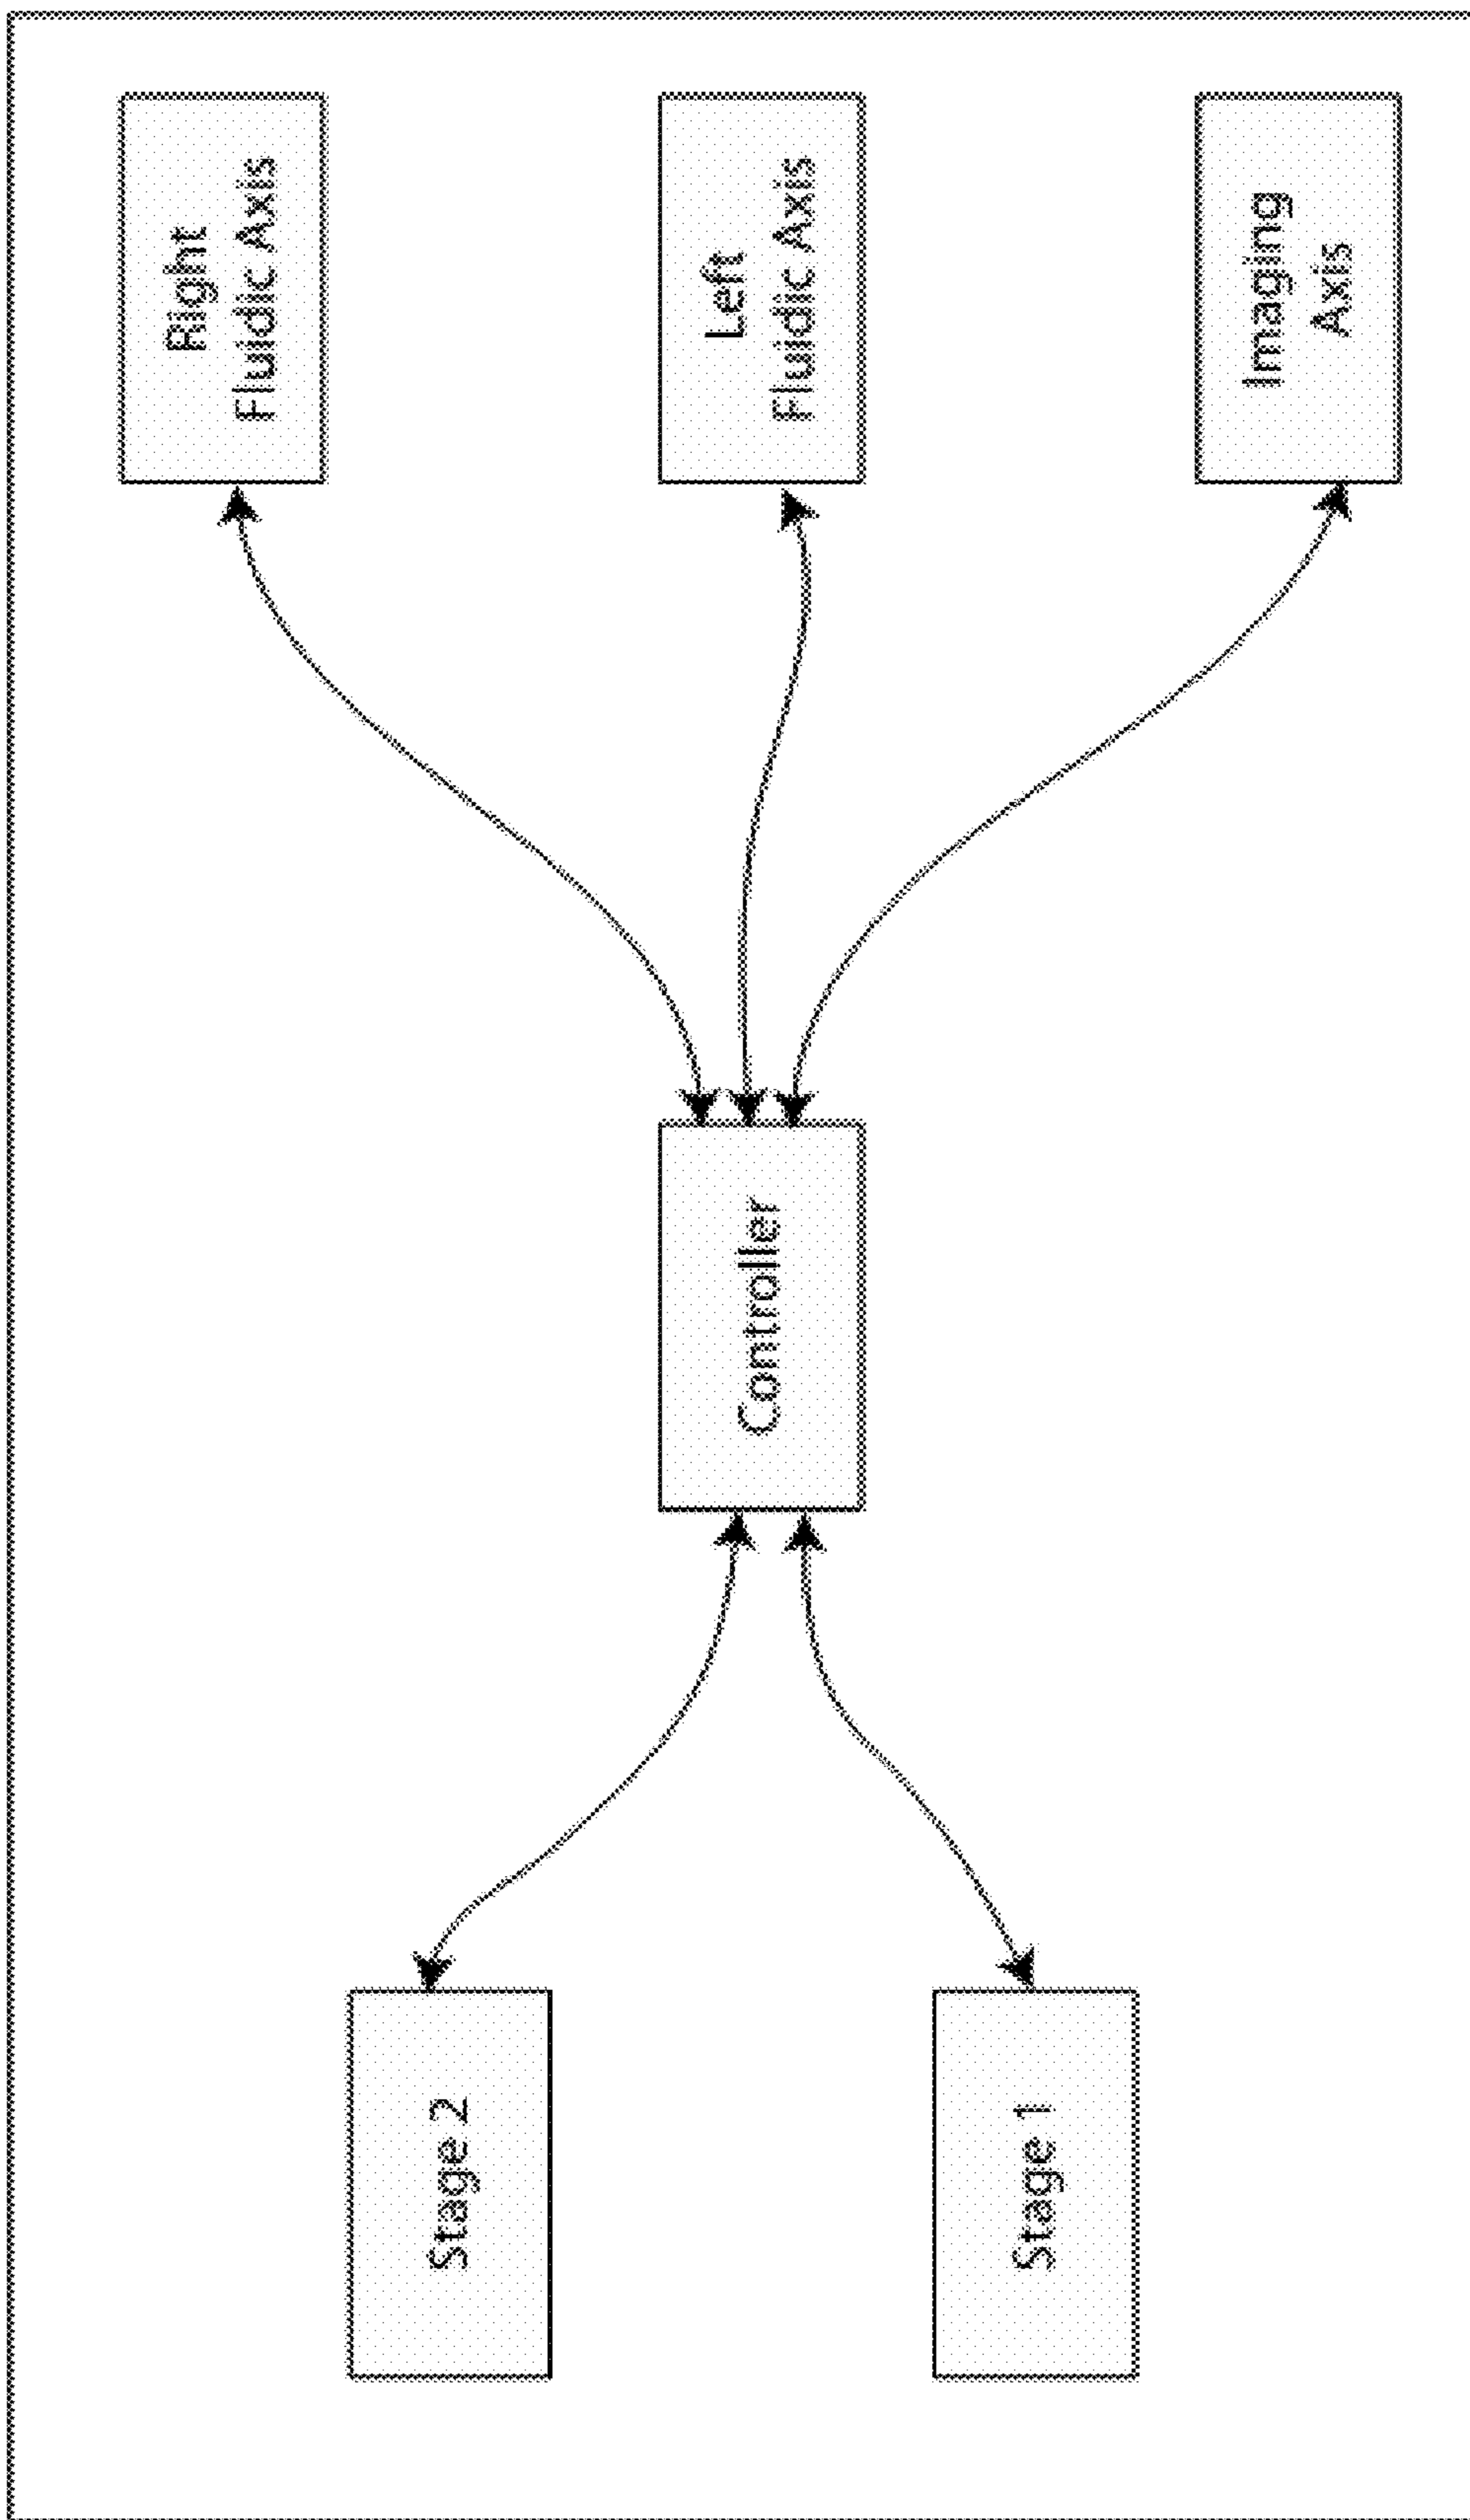 Stage 2
Controller
Right
Fluidic Axis
Left
Fluidic Axis
Stage 1
Imaging
Axis